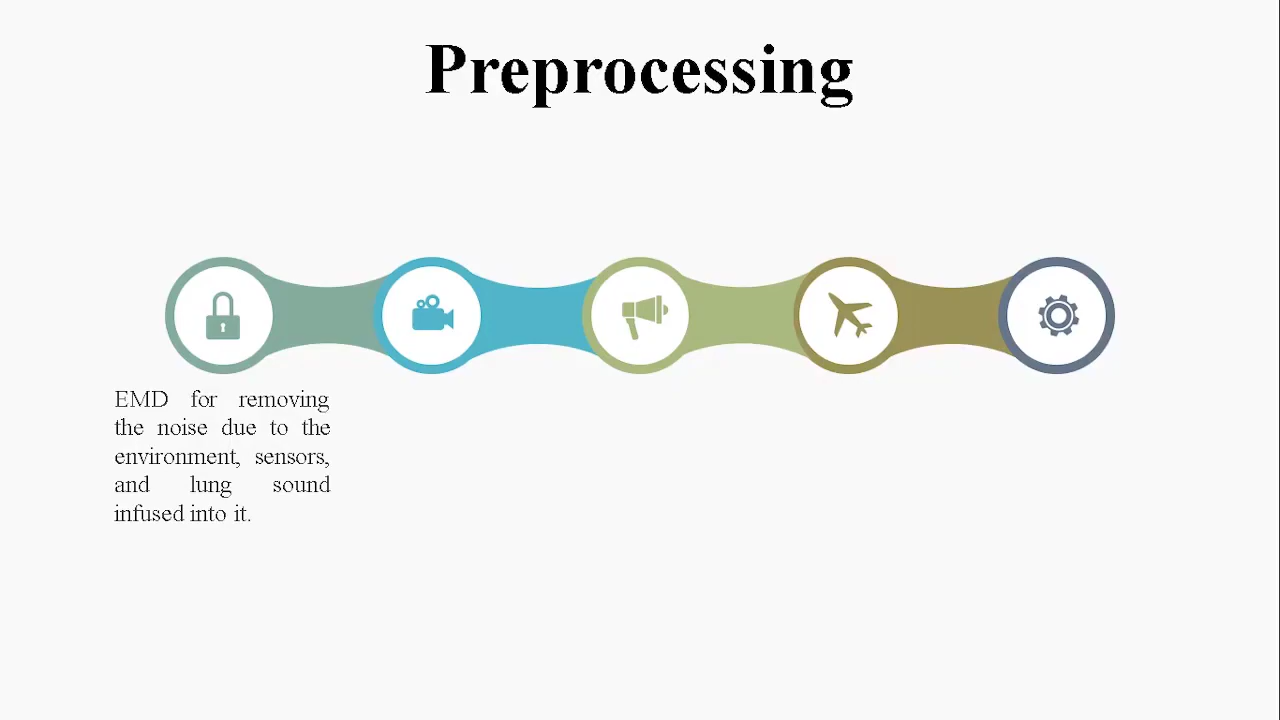 Preprocessing
EMD for removing
the noise due to the
environment, sensors,
and lung sound
infused into it.